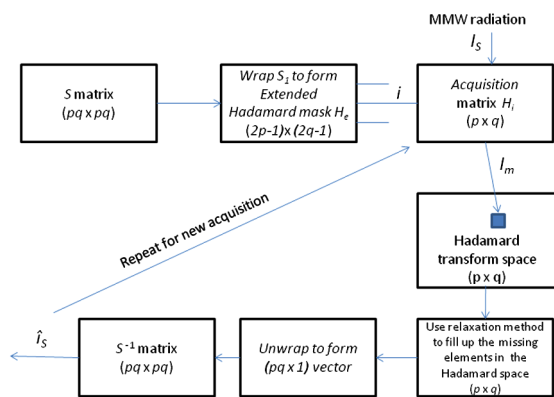 MMW radiation
I_S
S matrix
(pq x pq)
Wrap S_1 to form
Extended
Hadamard mask H_e
(2p-1)x (2q-1)
i
Acquisition
matrix H_i
(p x q)
I_m
Hadamard
transform space
(p x q)
Repeat for new acquisition
Use relaxation method
to fill up the missing
elements in the
Hadamard space
(p x q)
Unwrap to form
(pq x 1) vector
S^-1 matrix
(pq x pq)
î_S